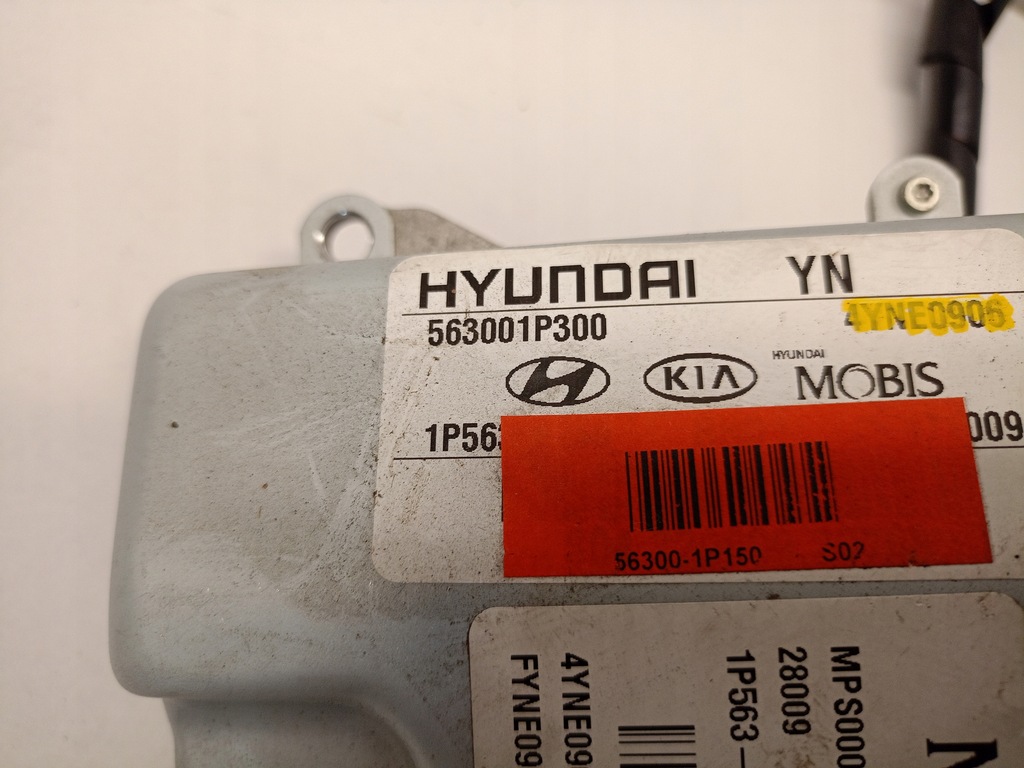 HYUNDAI YN
563001P300 4YNE0906
KIA HYUNDAI MOBIS
1P56 009
56300-1P150 S02
MPS000
28009
1P563-
4YNE09
FYNE09